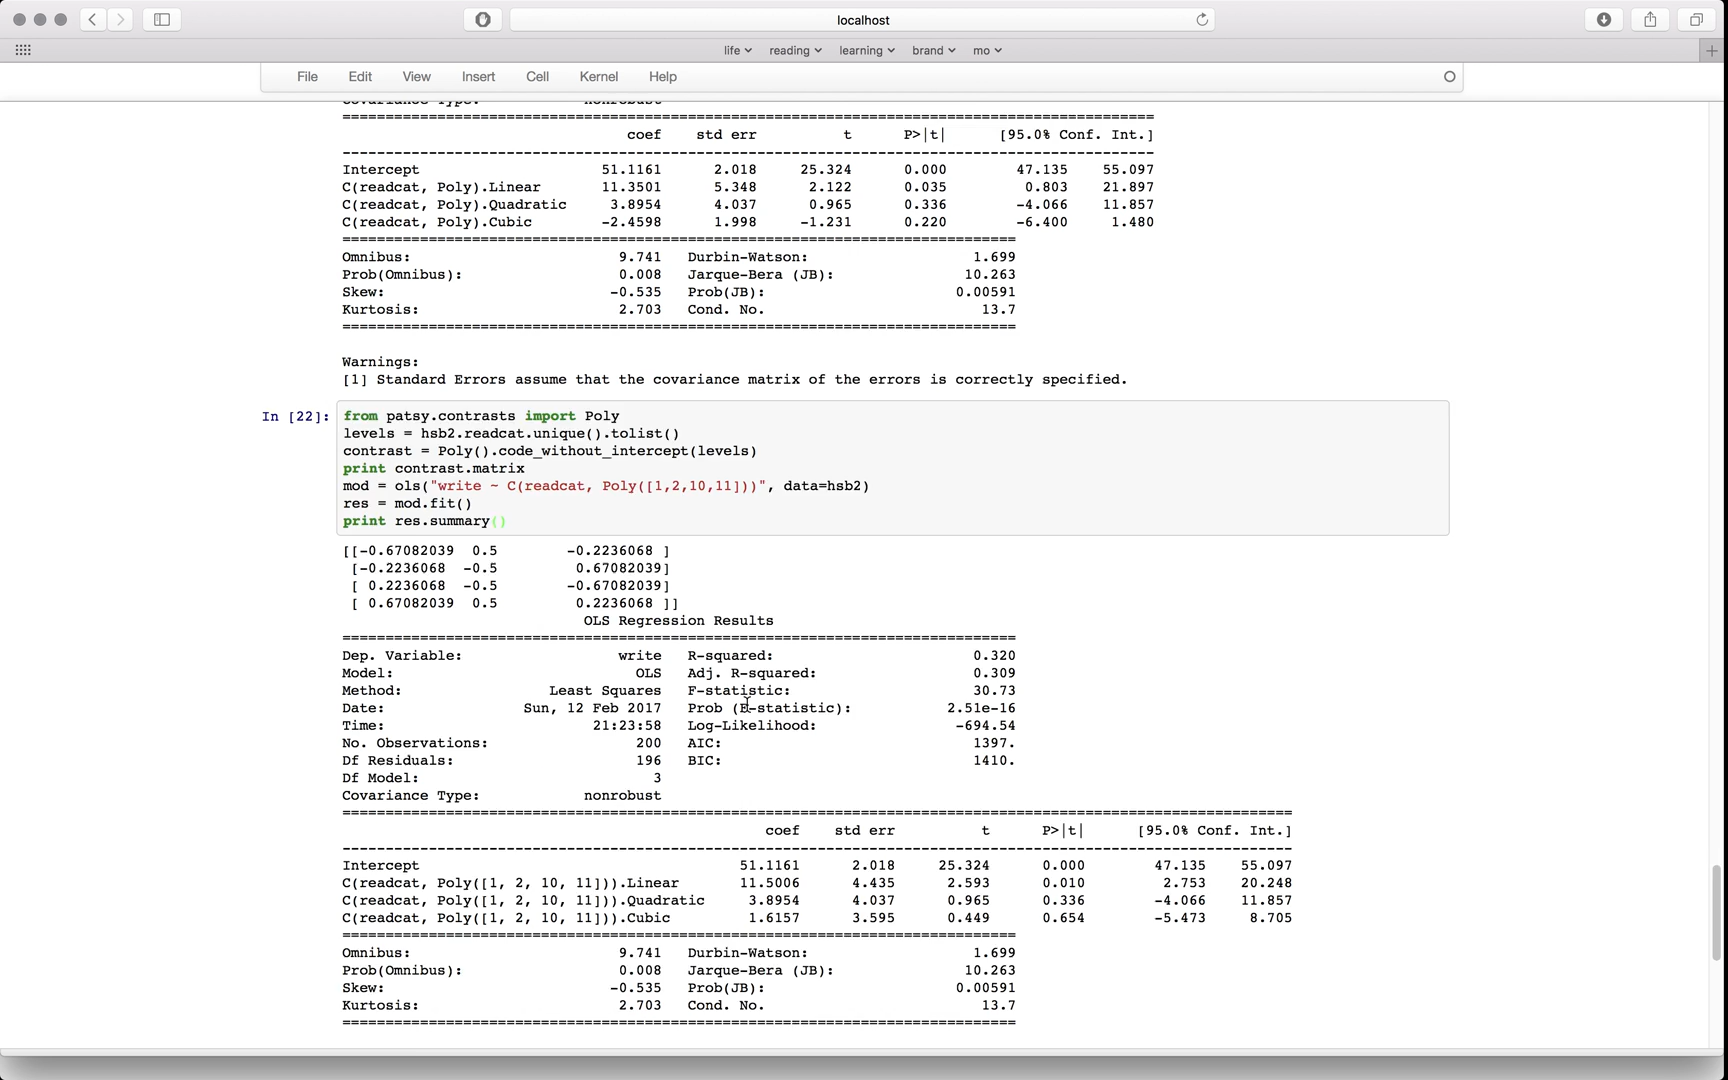 localhost
life reading learning brand mo
File Edit View Insert Cell Kernel Help
Covariance Type: nonrobust
==============================================================================================
coef std err t P>|t| [95.0% Conf. Int.]
----------------------------------------------------------------------------------------------
Intercept 51.1161 2.018 25.324 0.000 47.135 55.097
C(readcat, Poly).Linear 11.3501 5.348 2.122 0.035 0.803 21.897
C(readcat, Poly).Quadratic 3.8954 4.037 0.965 0.336 -4.066 11.857
C(readcat, Poly).Cubic -2.4598 1.998 -1.231 0.220 -6.400 1.480
==============================================================================
Omnibus: 9.741 Durbin-Watson: 1.699
Prob(Omnibus): 0.008 Jarque-Bera (JB): 10.263
Skew: -0.535 Prob(JB): 0.00591
Kurtosis: 2.703 Cond. No. 13.7
==============================================================================
Warnings:
[1] Standard Errors assume that the covariance matrix of the errors is correctly specified.
In [22]: from patsy.contrasts import Poly
levels = hsb2.readcat.unique().tolist()
contrast = Poly().code_without_intercept(levels)
print contrast.matrix
mod = ols("write ~ C(readcat, Poly([1,2,10,11]))", data=hsb2)
res = mod.fit()
print res.summary()
[[-0.67082039 0.5 -0.2236068 ]
[-0.2236068 -0.5 0.67082039]
[ 0.2236068 -0.5 -0.67082039]
[ 0.67082039 0.5 0.2236068 ]]
OLS Regression Results
==============================================================================
Dep. Variable: write R-squared: 0.320
Model: OLS Adj. R-squared: 0.309
Method: Least Squares F-statistic: 30.73
Date: Sun, 12 Feb 2017 Prob (F-statistic): 2.51e-16
Time: 21:23:58 Log-Likelihood: -694.54
No. Observations: 200 AIC: 1397.
Df Residuals: 196 BIC: 1410.
Df Model: 3
Covariance Type: nonrobust
==============================================================================================================
coef std err t P>|t| [95.0% Conf. Int.]
--------------------------------------------------------------------------------------------------------------
Intercept 51.1161 2.018 25.324 0.000 47.135 55.097
C(readcat, Poly([1, 2, 10, 11])).Linear 11.5006 4.435 2.593 0.010 2.753 20.248
C(readcat, Poly([1, 2, 10, 11])).Quadratic 3.8954 4.037 0.965 0.336 -4.066 11.857
C(readcat, Poly([1, 2, 10, 11])).Cubic 1.6157 3.595 0.449 0.654 -5.473 8.705
==============================================================================
Omnibus: 9.741 Durbin-Watson: 1.699
Prob(Omnibus): 0.008 Jarque-Bera (JB): 10.263
Skew: -0.535 Prob(JB): 0.00591
Kurtosis: 2.703 Cond. No. 13.7
==============================================================================